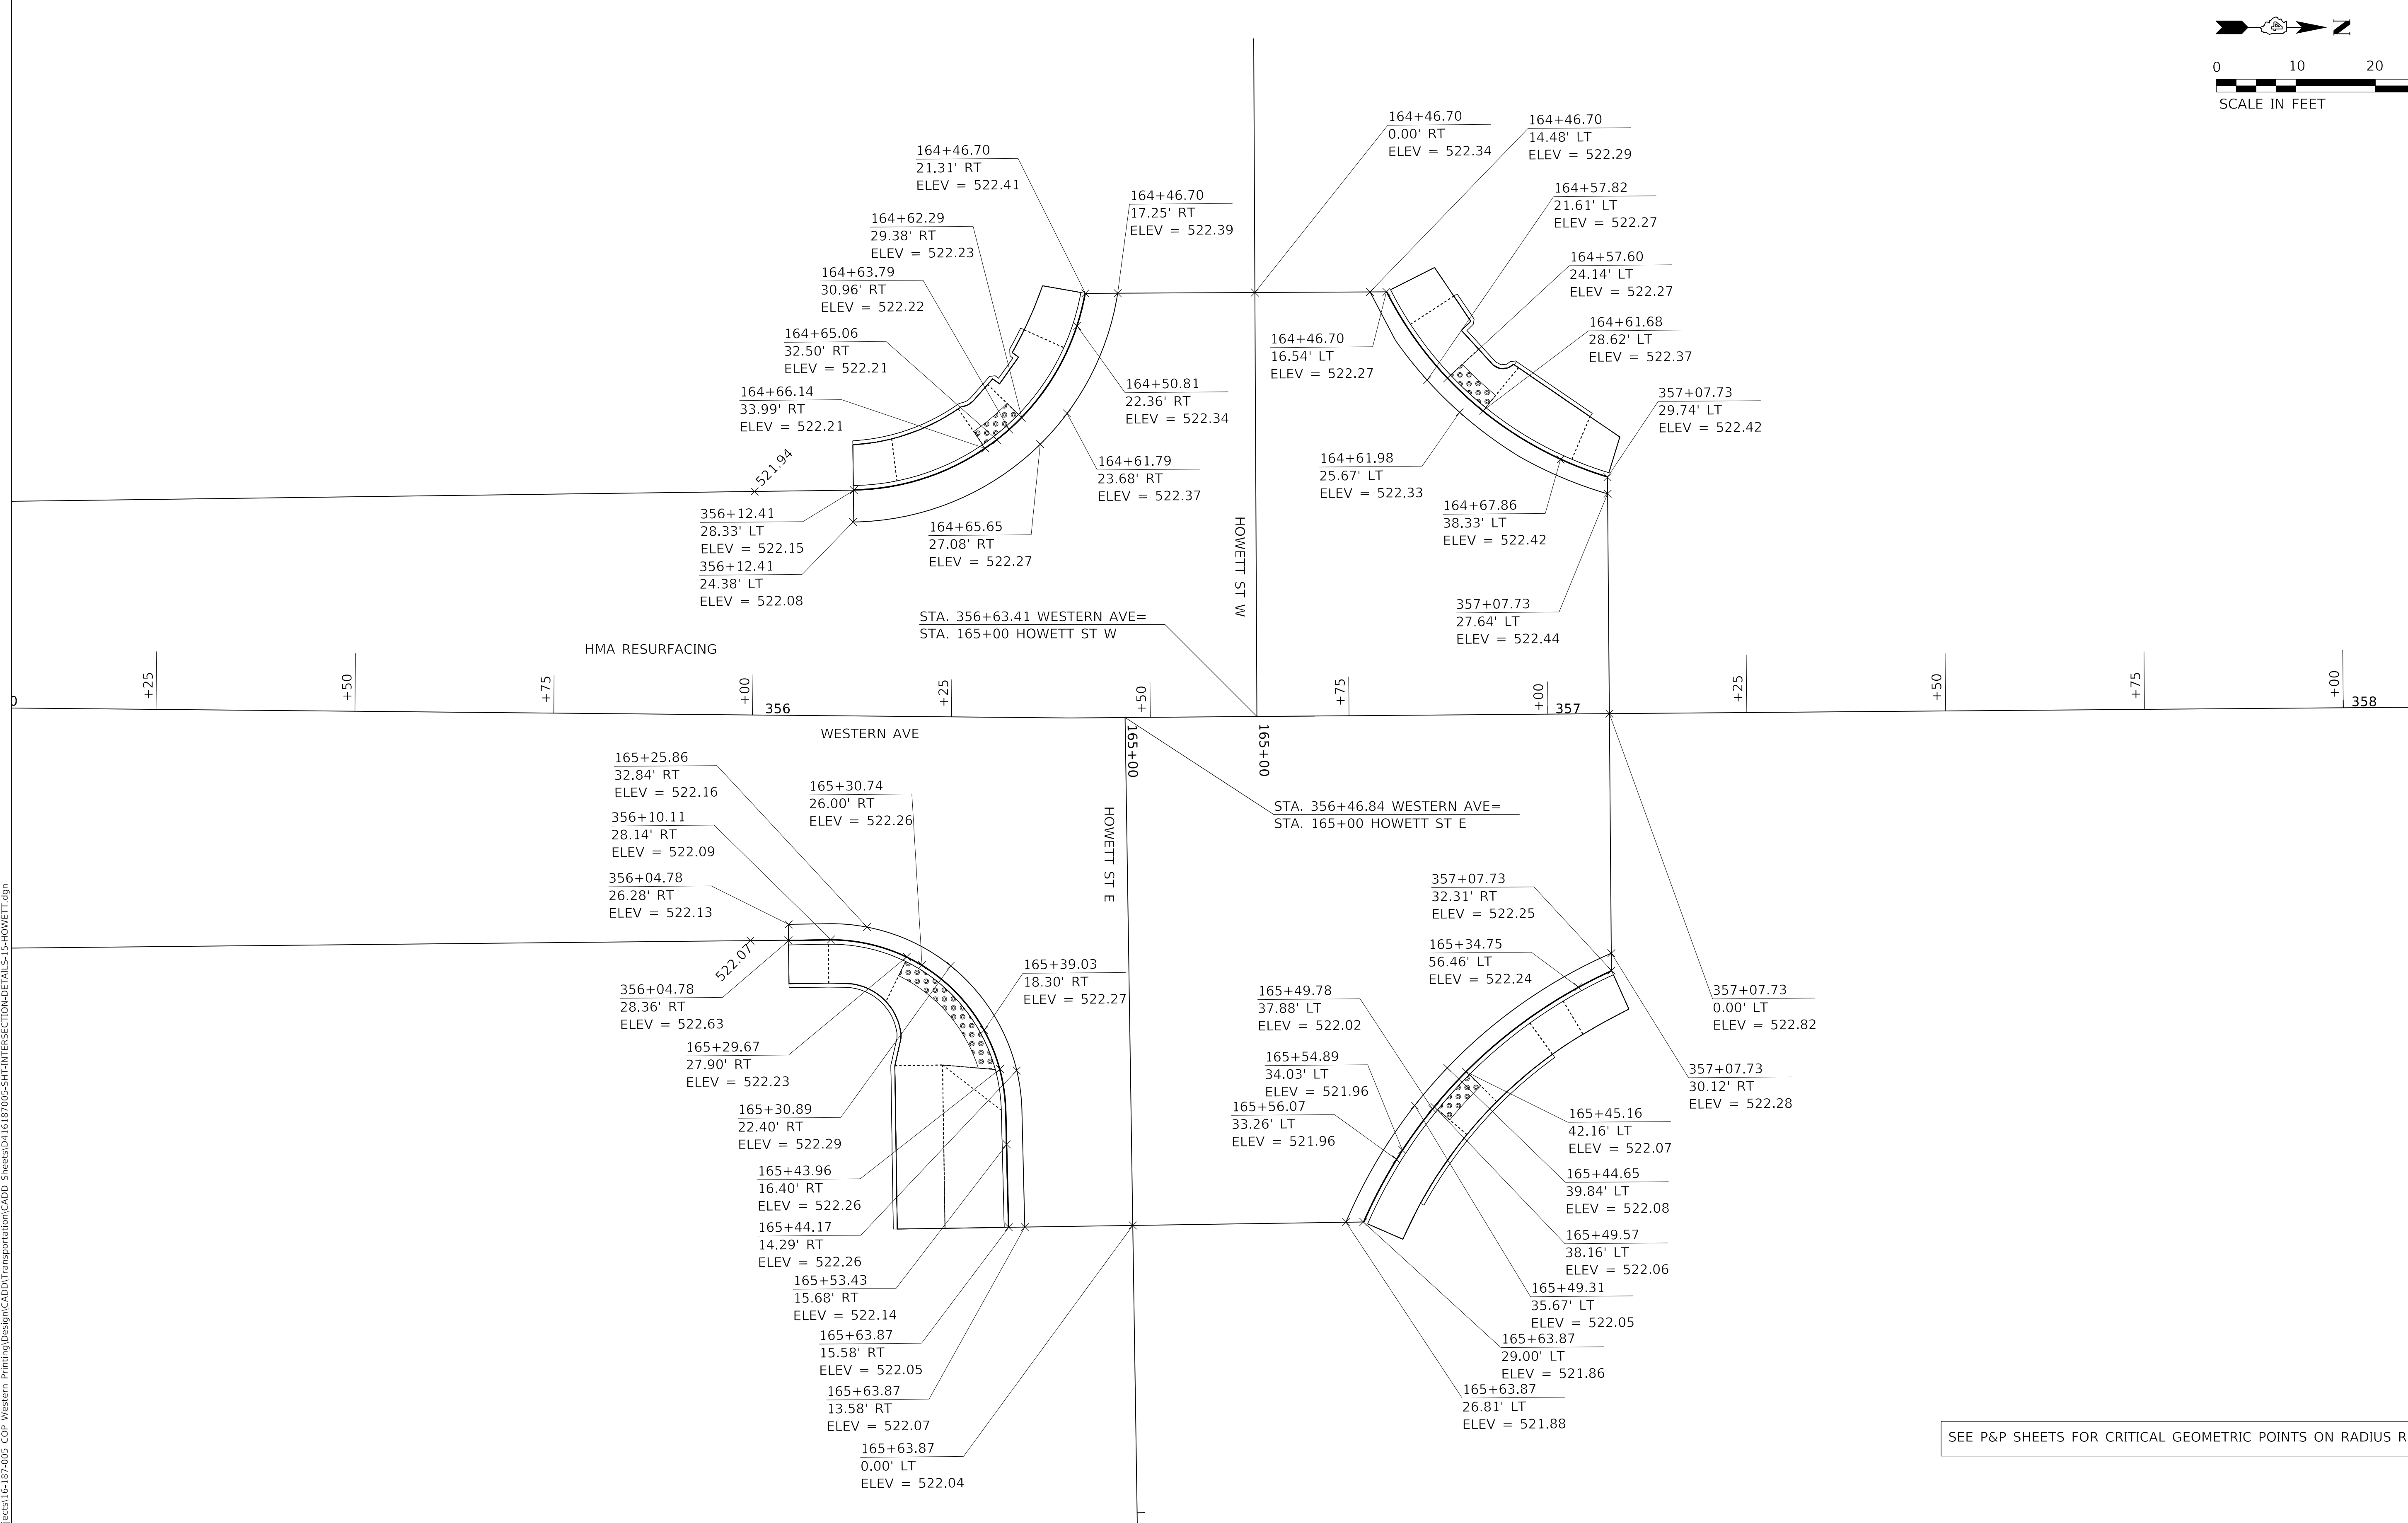 N
0 10 20
SCALE IN FEET
164+46.70
0.00' RT
ELEV = 522.34
164+46.70
14.48' LT
ELEV = 522.29
164+46.70
21.31' RT
ELEV = 522.41
164+46.70
17.25' RT
ELEV = 522.39
164+57.82
21.61' LT
ELEV = 522.27
164+62.29
29.38' RT
ELEV = 522.23
164+57.60
24.14' LT
ELEV = 522.27
164+63.79
30.96' RT
ELEV = 522.22
164+61.68
28.62' LT
ELEV = 522.37
164+65.06
32.50' RT
ELEV = 522.21
164+46.70
16.54' LT
ELEV = 522.27
164+50.81
22.36' RT
ELEV = 522.34
164+66.14
33.99' RT
ELEV = 522.21
357+07.73
29.74' LT
ELEV = 522.42
521.94
164+61.79
23.68' RT
ELEV = 522.37
164+61.98
25.67' LT
ELEV = 522.33
356+12.41
28.33' LT
ELEV = 522.15
164+67.86
38.33' LT
ELEV = 522.42
164+65.65
27.08' RT
ELEV = 522.27
356+12.41
24.38' LT
ELEV = 522.08
HOWETT ST W
357+07.73
27.64' LT
ELEV = 522.44
STA. 356+63.41 WESTERN AVE=
STA. 165+00 HOWETT ST W
HMA RESURFACING
0
+25
+50
+75
+00
356
+25
+50
+75
+00
357
+25
+50
+75
+00
358
WESTERN AVE
165+00
165+00
165+25.86
32.84' RT
ELEV = 522.16
165+30.74
26.00' RT
ELEV = 522.26
STA. 356+46.84 WESTERN AVE=
STA. 165+00 HOWETT ST E
356+10.11
28.14' RT
ELEV = 522.09
HOWETT ST E
356+04.78
26.28' RT
ELEV = 522.13
357+07.73
32.31' RT
ELEV = 522.25
522.07
165+34.75
56.46' LT
ELEV = 522.24
165+39.03
18.30' RT
ELEV = 522.27
356+04.78
28.36' RT
ELEV = 522.63
165+49.78
37.88' LT
ELEV = 522.02
357+07.73
0.00' LT
ELEV = 522.82
165+29.67
27.90' RT
ELEV = 522.23
165+54.89
34.03' LT
ELEV = 521.96
357+07.73
30.12' RT
ELEV = 522.28
165+30.89
22.40' RT
ELEV = 522.29
165+56.07
33.26' LT
ELEV = 521.96
165+45.16
42.16' LT
ELEV = 522.07
165+43.96
16.40' RT
ELEV = 522.26
165+44.65
39.84' LT
ELEV = 522.08
165+44.17
14.29' RT
ELEV = 522.26
165+49.57
38.16' LT
ELEV = 522.06
165+53.43
15.68' RT
ELEV = 522.14
165+49.31
35.67' LT
ELEV = 522.05
165+63.87
15.58' RT
ELEV = 522.05
165+63.87
29.00' LT
ELEV = 521.86
165+63.87
13.58' RT
ELEV = 522.07
165+63.87
26.81' LT
ELEV = 521.88
165+63.87
0.00' LT
ELEV = 522.04
SEE P&P SHEETS FOR CRITICAL GEOMETRIC POINTS ON RADIUS R
jects\16-187-005 COP Western Printing\Design\CADD\Transportation\CADD Sheets\D416187005-SHT-INTERSECTION-DETAILS-15-HOWETT.dgn